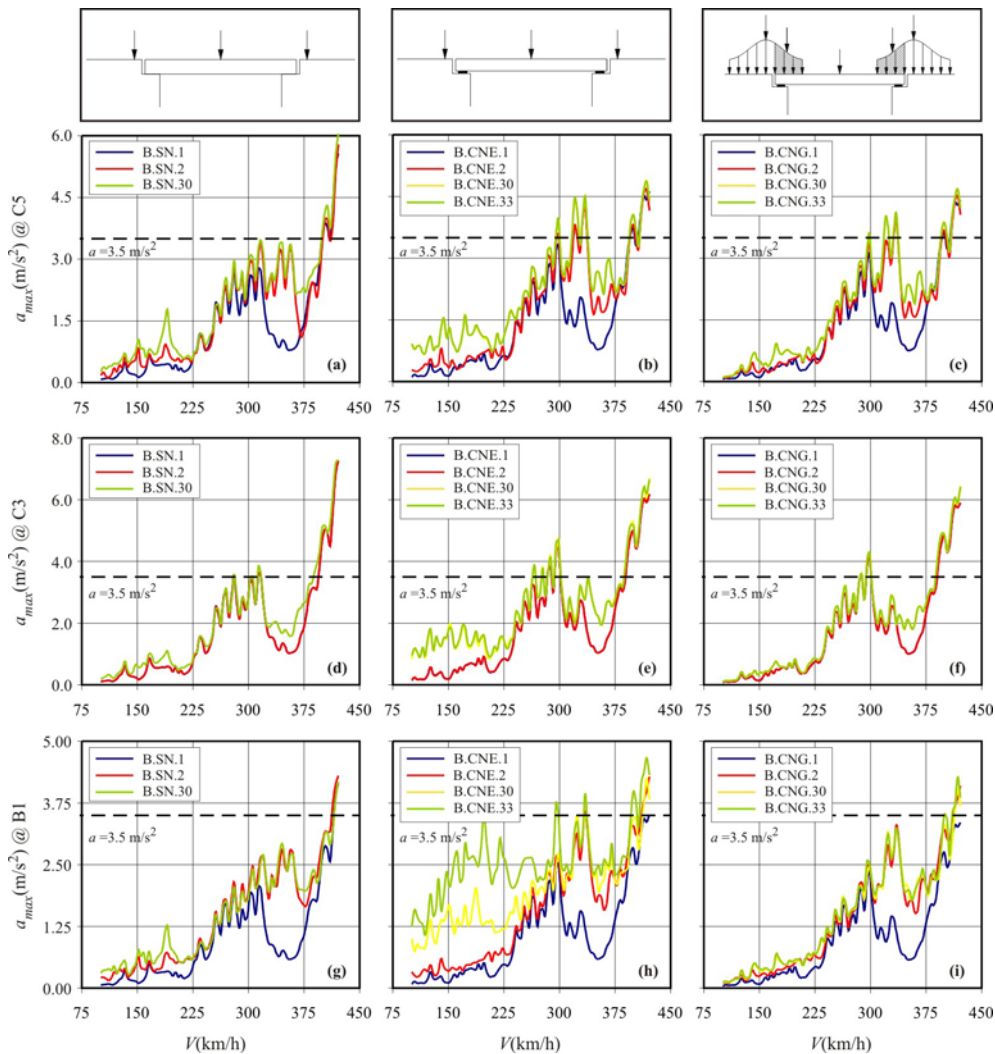 a_max(m/s²) @ C5
6.0
4.5
3.0
1.5
0.0
B.SN.1
B.SN.2
B.SN.30
a =3.5 m/s²
(a)
75 150 225 300 375 450
B.CNE.1
B.CNE.2
B.CNE.30
B.CNE.33
a =3.5 m/s²
(b)
75 150 225 300 375 450
B.CNG.1
B.CNG.2
B.CNG.30
B.CNG.33
a =3.5 m/s²
(c)
75 150 225 300 375 450
a_max(m/s²) @ C3
8.0
6.0
4.0
2.0
0.0
B.SN.1
B.SN.2
B.SN.30
a =3.5 m/s²
(d)
75 150 225 300 375 450
B.CNE.1
B.CNE.2
B.CNE.30
B.CNE.33
a =3.5 m/s²
(e)
75 150 225 300 375 450
B.CNG.1
B.CNG.2
B.CNG.30
B.CNG.33
a =3.5 m/s²
(f)
75 150 225 300 375 450
a_max(m/s²) @ B1
5.00
3.75
2.50
1.25
0.00
B.SN.1
B.SN.2
B.SN.30
a =3.5 m/s²
(g)
75 150 225 300 375 450
V(km/h)
B.CNE.1
B.CNE.2
B.CNE.30
B.CNE.33
a =3.5 m/s²
(h)
75 150 225 300 375 450
V(km/h)
B.CNG.1
B.CNG.2
B.CNG.30
B.CNG.33
a =3.5 m/s²
(i)
75 150 225 300 375 450
V(km/h)